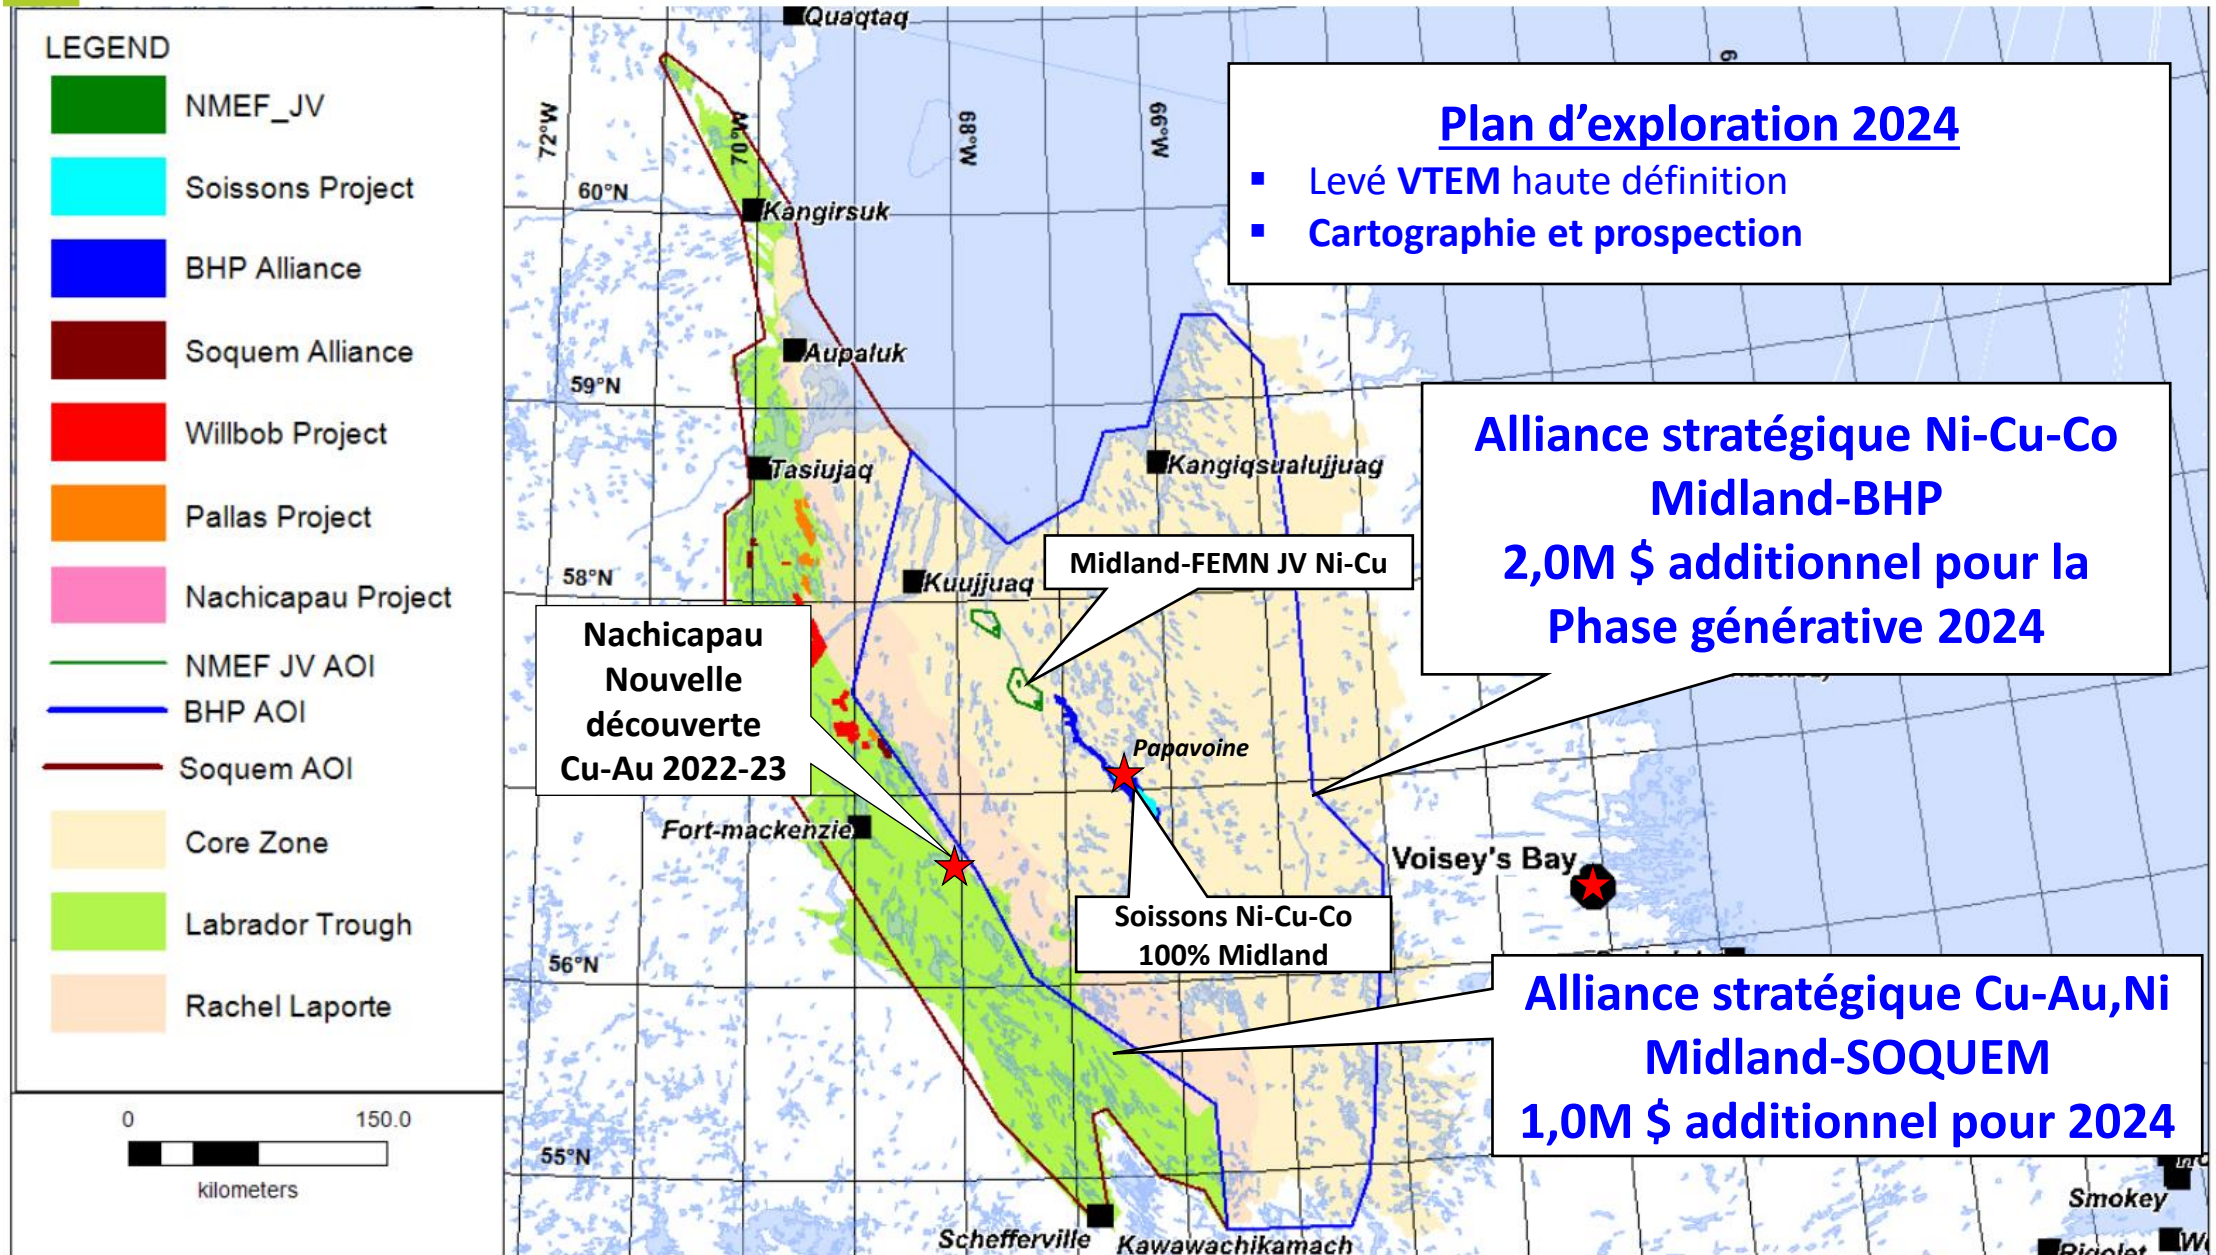 LEGEND
NMEF_JV
Soissons Project
BHP Alliance
Soquem Alliance
Willbob Project
Pallas Project
Nachicapau Project
NMEF JV AOI
BHP AOI
Soquem AOI
Core Zone
Labrador Trough
Rachel Laporte
0 150.0
kilometers
Quaqtaq
72°W
70°W
68°W
66°W
60°N
Kangirsuk
Plan d’exploration 2024
▪ Levé VTEM haute définition
▪ Cartographie et prospection
Aupaluk
59°N
Tasiujaq
Kangiqsualujjuaq
Alliance stratégique Ni-Cu-Co
Midland-BHP
2,0M $ additionnel pour la
Phase générative 2024
58°N
Kuujjuaq
Midland-FEMN JV Ni-Cu
Nachicapau
Nouvelle
découverte
Cu-Au 2022-23
Papavoine
Fort-mackenzie
Voisey's Bay
Soissons Ni-Cu-Co
100% Midland
56°N
Alliance stratégique Cu-Au,Ni
Midland-SOQUEM
1,0M $ additionnel pour 2024
55°N
Schefferville
Kawawachikamach
Smokey
Rigolet